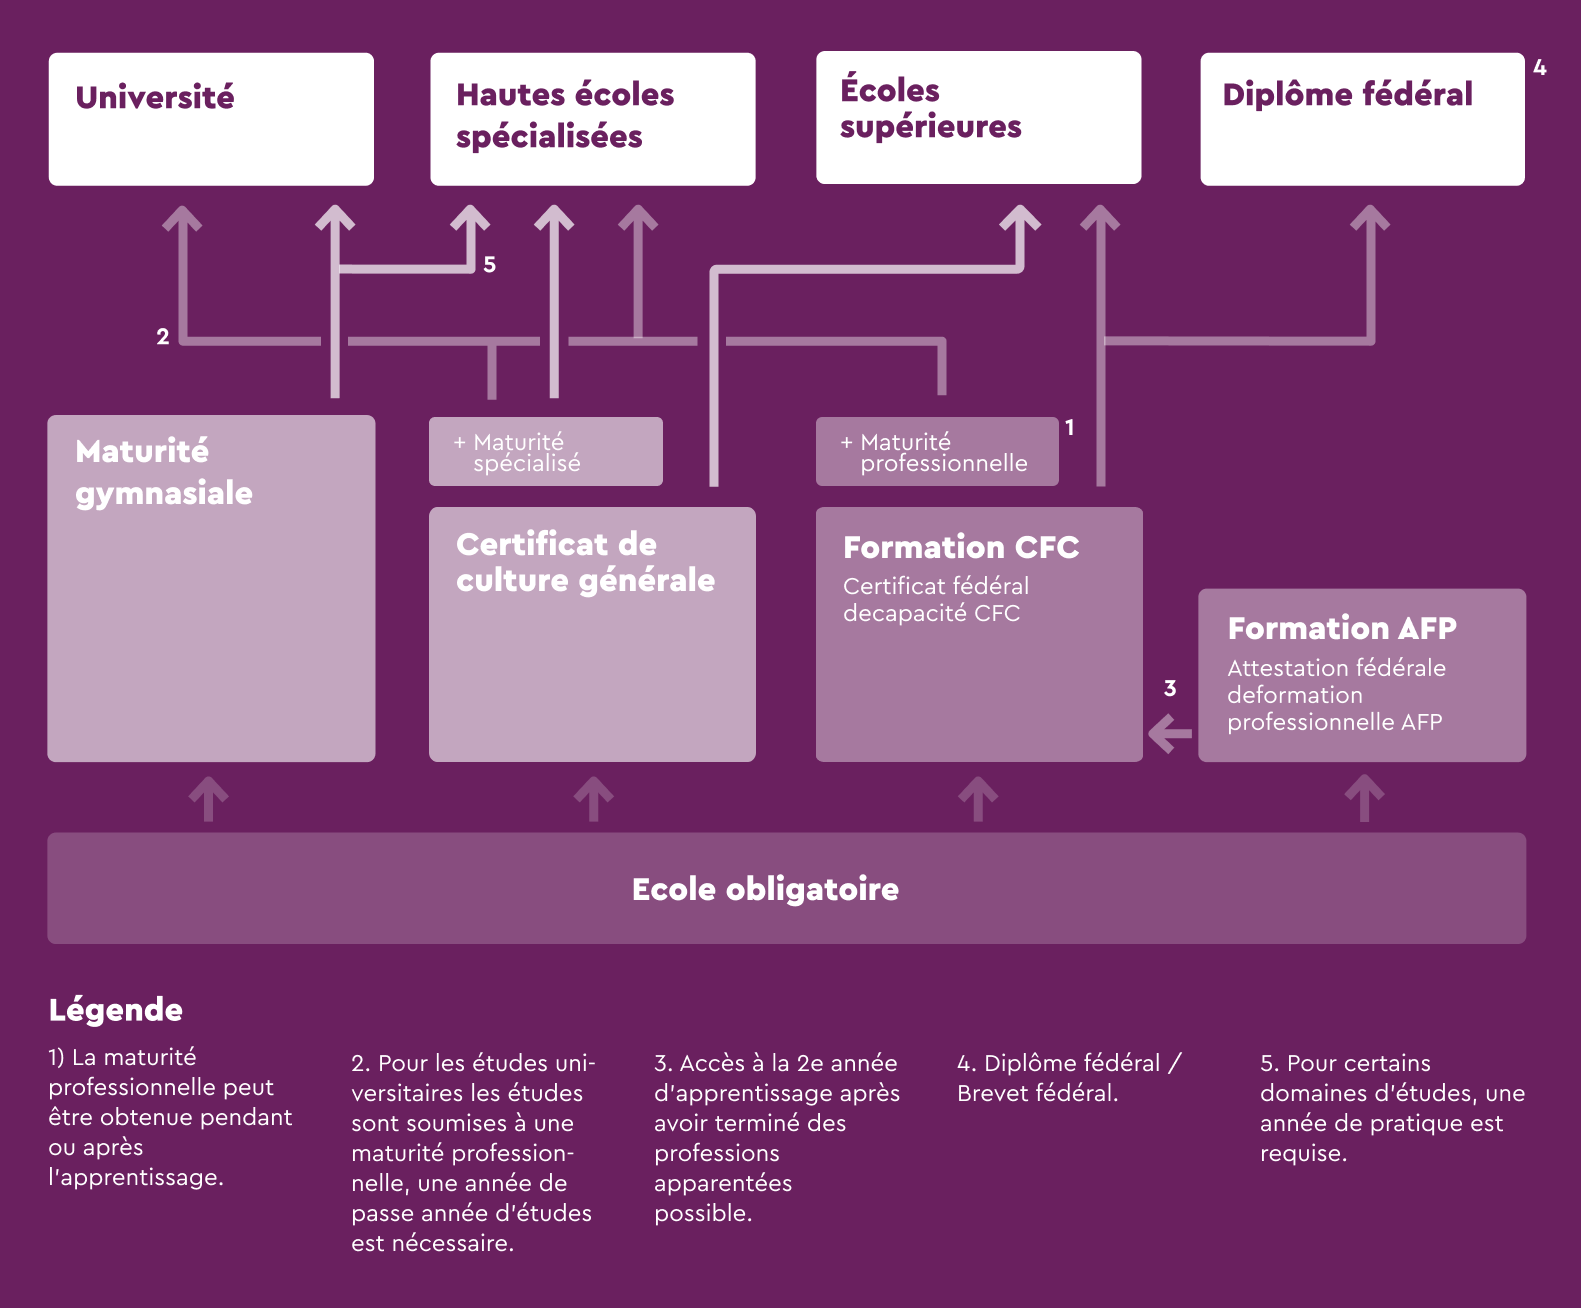 Université
Hautes écoles
spécialisées
Écoles
supérieures
Diplôme fédéral
4
5
2
Maturité
gymnasiale
+ Maturité
spécialisé
+ Maturité
professionnelle
1
Certificat de
culture générale
Formation CFC
Certificat fédéral
decapacité CFC
Formation AFP
Attestation fédérale
deformation
professionnelle AFP
3
Ecole obligatoire
Légende
1) La maturité
professionnelle peut
être obtenue pendant
ou après
l'apprentissage.
2. Pour les études uni-
versitaires les études
sont soumises à une
maturité profession-
nelle, une année de
passe année d'études
est nécessaire.
3. Accès à la 2e année
d'apprentissage après
avoir terminé des
professions
apparentées
possible.
4. Diplôme fédéral /
Brevet fédéral.
5. Pour certains
domaines d'études, une
année de pratique est
requise.